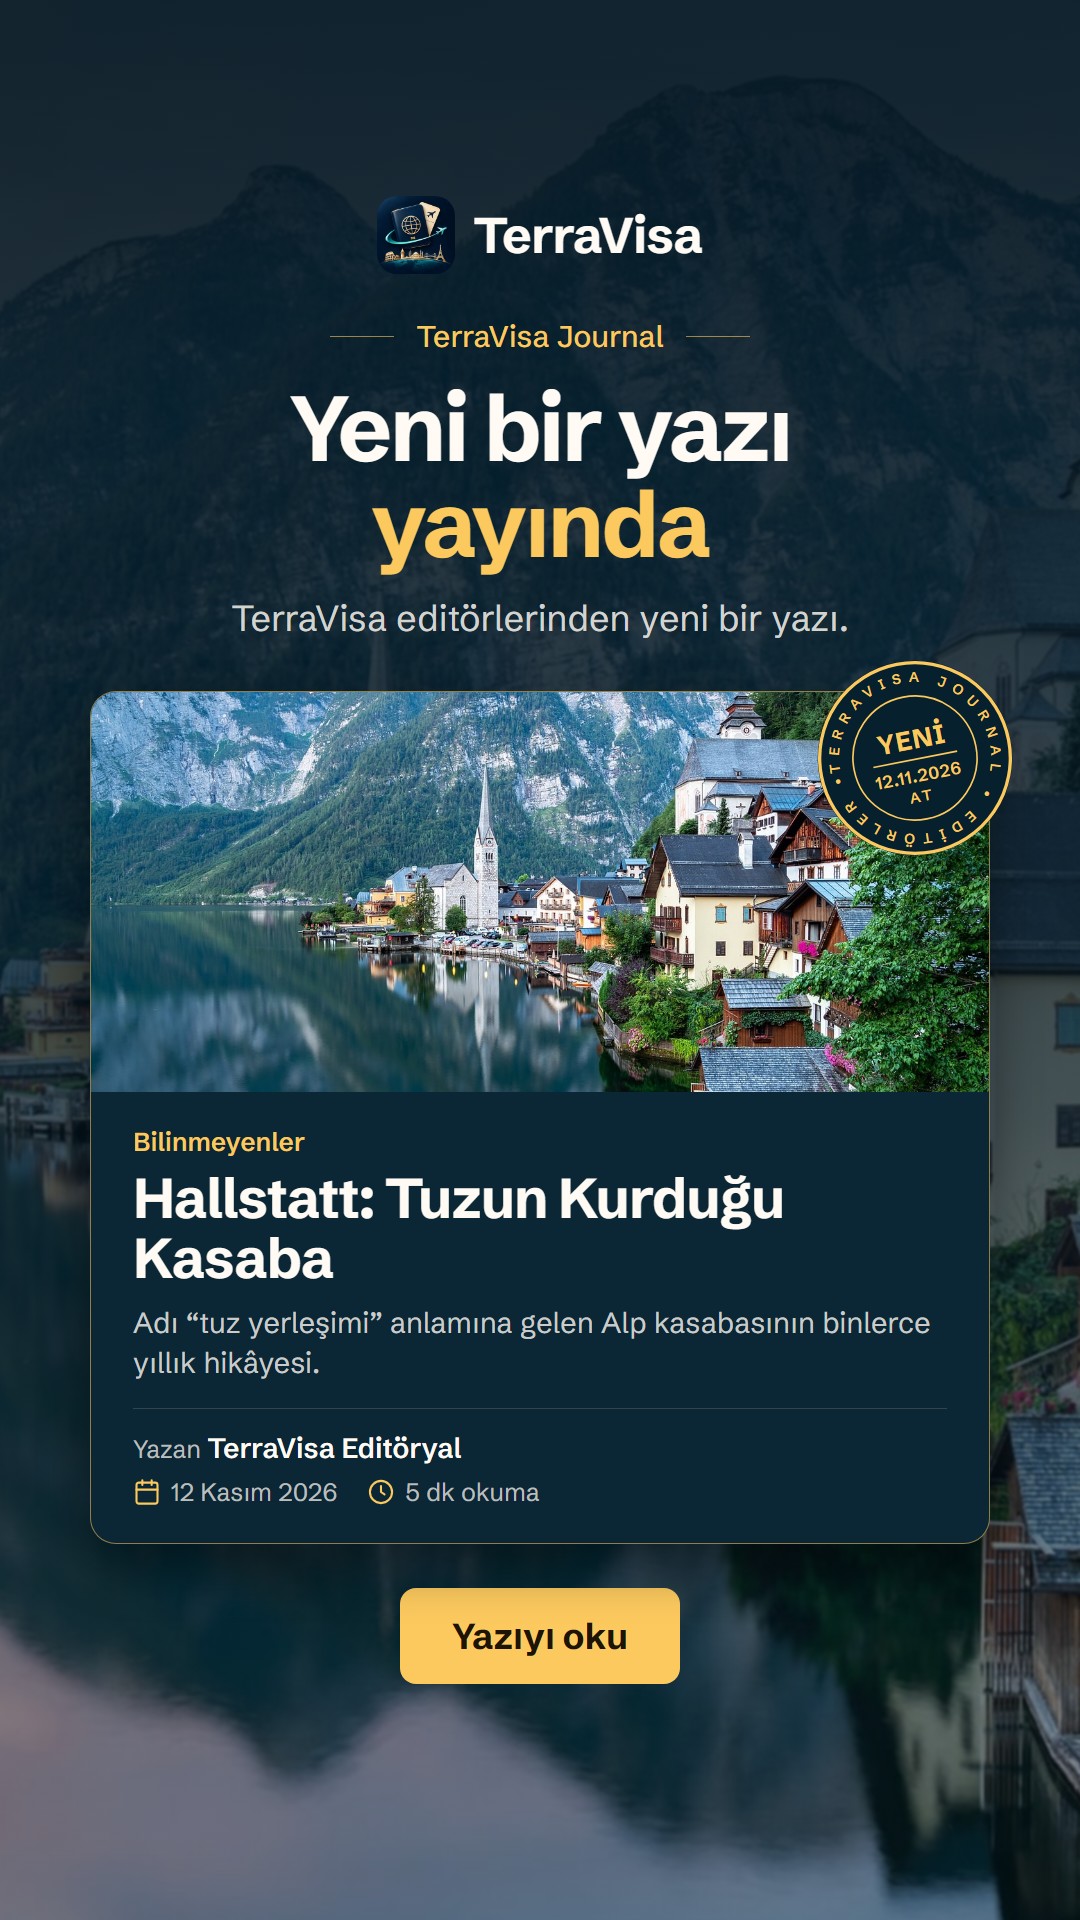 TerraVisa
TerraVisa Journal
Yeni bir yazı
yayında
TerraVisa editörlerinden yeni bir yazı.
TERRAVISA JOURNAL • EDİTÖRLER •
YENİ
12.11.2026
AT
Bilinmeyenler
Hallstatt: Tuzun Kurduğu
Kasaba
Adı “tuz yerleşimi” anlamına gelen Alp kasabasının binlerce
yıllık hikâyesi.
Yazan TerraVisa Editöryal
12 Kasım 2026 5 dk okuma
Yazıyı oku